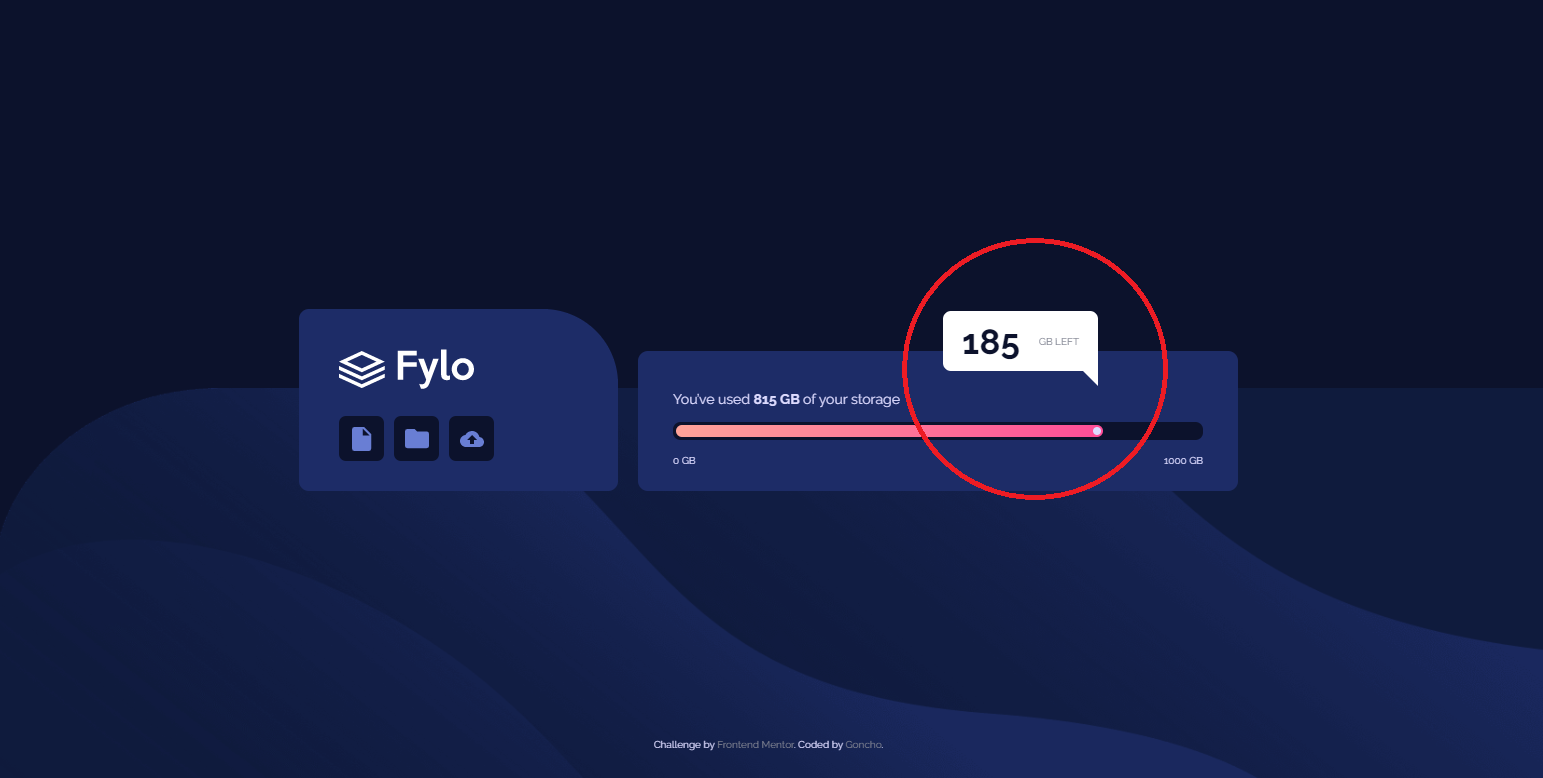 Fylo
185 GB LEFT
You've used 815 GB of your storage
0 GB 1000 GB
Challenge by Frontend Mentor. Coded by Goncho.